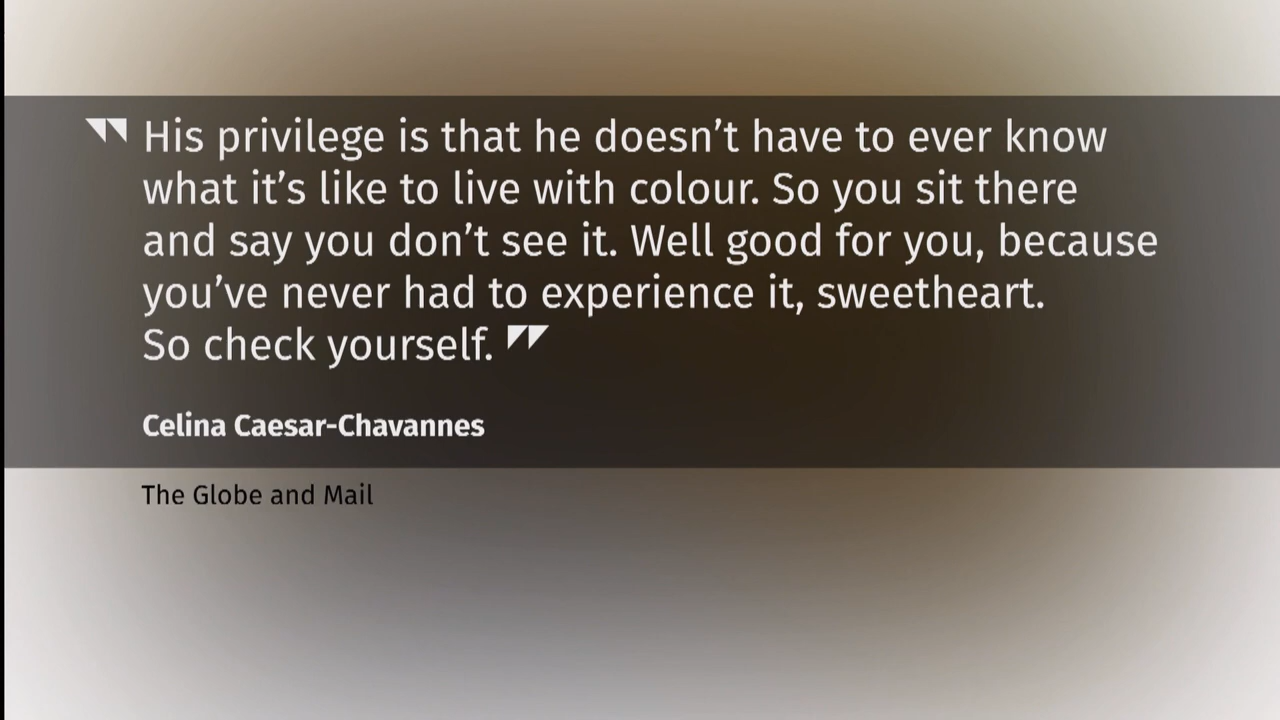 " His privilege is that he doesn’t have to ever know
what it’s like to live with colour. So you sit there
and say you don’t see it. Well good for you, because
you’ve never had to experience it, sweetheart.
So check yourself. "
Celina Caesar-Chavannes
The Globe and Mail